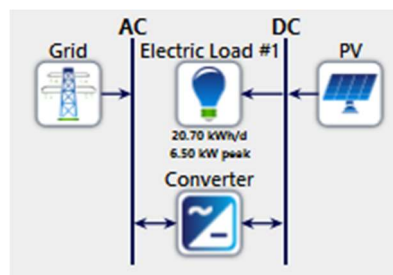 AC DC
Grid Electric Load #1 PV
20.70 kWh/d
6.50 kW peak
Converter